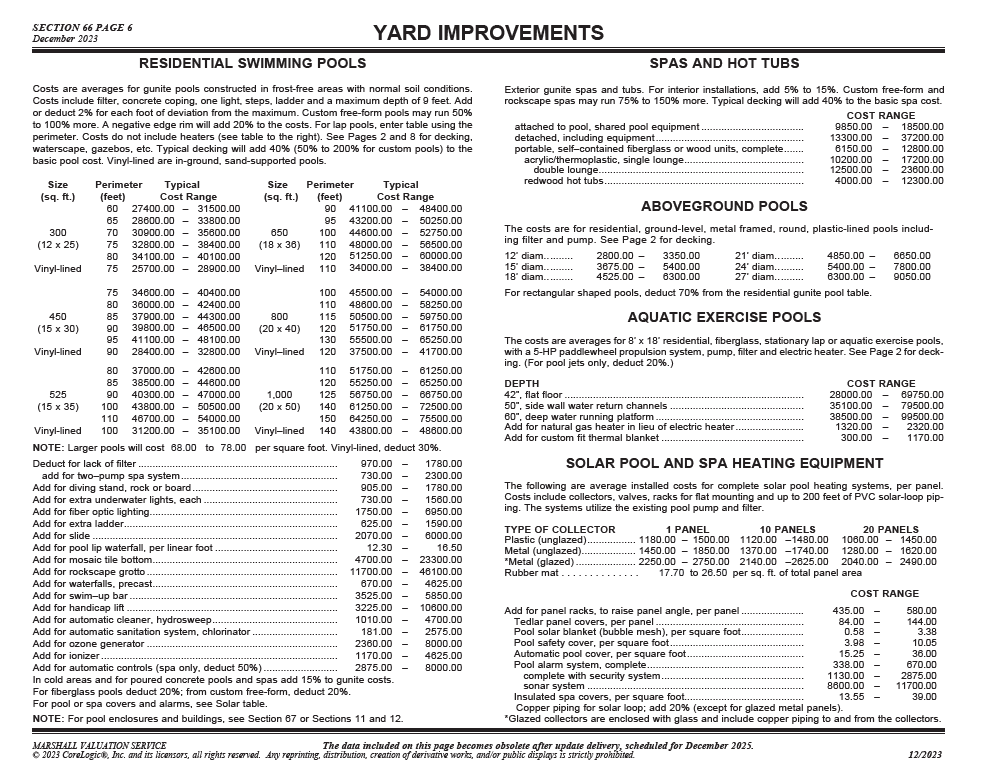 SECTION 66 PAGE 6
December 2023
YARD IMPROVEMENTS
RESIDENTIAL SWIMMING POOLS
Costs are averages for gunite pools constructed in frost-free areas with normal soil conditions.
Costs include filter, concrete coping, one light, steps, ladder and a maximum depth of 9 feet. Add
or deduct 2% for each foot of deviation from the maximum. Custom free-form pools may run 50%
to 100% more. A negative edge rim will add 20% to the costs. For lap pools, enter table using the
perimeter. Costs do not include heaters (see table to the right). See Pages 2 and 8 for decking,
waterscape, gazebos, etc. Typical decking will add 40% (50% to 200% for custom pools) to the
basic pool cost. Vinyl-lined are in-ground, sand-supported pools.
Size Perimeter Typical Size Perimeter Typical
(sq. ft.) (feet) Cost Range (sq. ft.) (feet) Cost Range
60 27400.00 – 31500.00 90 41100.00 – 48400.00
65 28600.00 – 33800.00 95 43200.00 – 50250.00
300 70 30900.00 – 35600.00 650 100 44600.00 – 52750.00
(12 x 25) 75 32800.00 – 38400.00 (18 x 36) 110 48000.00 – 56500.00
80 34100.00 – 40100.00 120 51250.00 – 60000.00
Vinyl-lined 75 25700.00 – 28900.00 Vinyl–lined 110 34000.00 – 38400.00
75 34600.00 – 40400.00 100 45500.00 – 54000.00
80 36000.00 – 42400.00 110 48600.00 – 58250.00
450 85 37900.00 – 44300.00 800 115 50500.00 – 59750.00
(15 x 30) 90 39800.00 – 46500.00 (20 x 40) 120 51750.00 – 61750.00
95 41100.00 – 48100.00 130 55500.00 – 65250.00
Vinyl-lined 90 28400.00 – 32800.00 Vinyl–lined 120 37500.00 – 41700.00
80 37000.00 – 42600.00 110 51750.00 – 61250.00
85 38500.00 – 44600.00 120 55250.00 – 65250.00
525 90 40300.00 – 47000.00 1,000 125 56750.00 – 66750.00
(15 x 35) 100 43800.00 – 50500.00 (20 x 50) 140 61250.00 – 72500.00
110 46700.00 – 54000.00 150 64250.00 – 75500.00
Vinyl-lined 100 31200.00 – 35100.00 Vinyl–lined 140 43800.00 – 48600.00
NOTE: Larger pools will cost 68.00 to 78.00 per square foot. Vinyl-lined, deduct 30%.
Deduct for lack of filter 970.00 – 1780.00
add for two–pump spa system 730.00 – 2300.00
Add for diving stand, rock or board 905.00 – 1780.00
Add for extra underwater lights, each 730.00 – 1560.00
Add for fiber optic lighting 1750.00 – 6950.00
Add for extra ladder 625.00 – 1590.00
Add for slide 2070.00 – 6000.00
Add for pool lip waterfall, per linear foot 12.30 – 16.50
Add for mosaic tile bottom 4700.00 – 23300.00
Add for rockscape grotto 11700.00 – 46100.00
Add for waterfalls, precast 670.00 – 4625.00
Add for swim–up bar 3525.00 – 5850.00
Add for handicap lift 3225.00 – 10600.00
Add for automatic cleaner, hydrosweep 1010.00 – 4700.00
Add for automatic sanitation system, chlorinator 181.00 – 2575.00
Add for ozone generator 2360.00 – 8000.00
Add for ionizer 1170.00 – 4625.00
Add for automatic controls (spa only, deduct 50%) 2875.00 – 8000.00
In cold areas and for poured concrete pools and spas add 15% to gunite costs.
For fiberglass pools deduct 20%; from custom free-form, deduct 20%.
For pool or spa covers and alarms, see Solar table.
NOTE: For pool enclosures and buildings, see Section 67 or Sections 11 and 12.
SPAS AND HOT TUBS
Exterior gunite spas and tubs. For interior installations, add 5% to 15%. Custom free-form and
rockscape spas may run 75% to 150% more. Typical decking will add 40% to the basic spa cost.
COST RANGE
attached to pool, shared pool equipment 9850.00 – 18500.00
detached, including equipment 13300.00 – 37200.00
portable, self–contained fiberglass or wood units, complete 6150.00 – 12800.00
acrylic/thermoplastic, single lounge 10200.00 – 17200.00
double lounge 12500.00 – 23600.00
redwood hot tubs 4000.00 – 12300.00
ABOVEGROUND POOLS
The costs are for residential, ground-level, metal framed, round, plastic-lined pools includ-
ing filter and pump. See Page 2 for decking.
12' diam. 2800.00 – 3350.00 21' diam. 4850.00 – 6650.00
15' diam. 3675.00 – 5400.00 24' diam. 5400.00 – 7800.00
18' diam. 4525.00 – 6300.00 27' diam. 6300.00 – 9050.00
For rectangular shaped pools, deduct 70% from the residential gunite pool table.
AQUATIC EXERCISE POOLS
The costs are averages for 8' x 18' residential, fiberglass, stationary lap or aquatic exercise pools,
with a 5-HP paddlewheel propulsion system, pump, filter and electric heater. See Page 2 for deck-
ing. (For pool jets only, deduct 20%.)
DEPTH COST RANGE
42", flat floor 28000.00 – 69750.00
50", side wall water return channels 35100.00 – 79500.00
60", deep water running platform 38500.00 – 99500.00
Add for natural gas heater in lieu of electric heater 1320.00 – 2320.00
Add for custom fit thermal blanket 300.00 – 1170.00
SOLAR POOL AND SPA HEATING EQUIPMENT
The following are average installed costs for complete solar pool heating systems, per panel.
Costs include collectors, valves, racks for flat mounting and up to 200 feet of PVC solar-loop pip-
ing. The systems utilize the existing pool pump and filter.
TYPE OF COLLECTOR 1 PANEL 10 PANELS 20 PANELS
Plastic (unglazed) 1180.00 – 1500.00 1120.00 –1480.00 1060.00 – 1450.00
Metal (unglazed) 1450.00 – 1850.00 1370.00 –1740.00 1280.00 – 1620.00
*Metal (glazed) 2250.00 – 2750.00 2140.00 –2625.00 2040.00 – 2490.00
Rubber mat . . . . . . . . . . . . . . 17.70 to 26.50 per sq. ft. of total panel area
COST RANGE
Add for panel racks, to raise panel angle, per panel 435.00 – 580.00
Tedlar panel covers, per panel 84.00 – 144.00
Pool solar blanket (bubble mesh), per square foot 0.58 – 3.38
Pool safety cover, per square foot 3.98 – 10.05
Automatic pool cover, per square foot 15.25 – 36.00
Pool alarm system, complete 338.00 – 670.00
complete with security system 1130.00 – 2875.00
sonar system 8600.00 – 11700.00
Insulated spa covers, per square foot 13.55 – 39.00
Copper piping for solar loop; add 20% (except for glazed metal panels).
*Glazed collectors are enclosed with glass and include copper piping to and from the collectors.
MARSHALL VALUATION SERVICE The data included on this page becomes obsolete after update delivery, scheduled for December 2025.
© 2023 CoreLogic®, Inc. and its licensors, all rights reserved. Any reprinting, distribution, creation of derivative works, and/or public displays is strictly prohibited. 12/2023